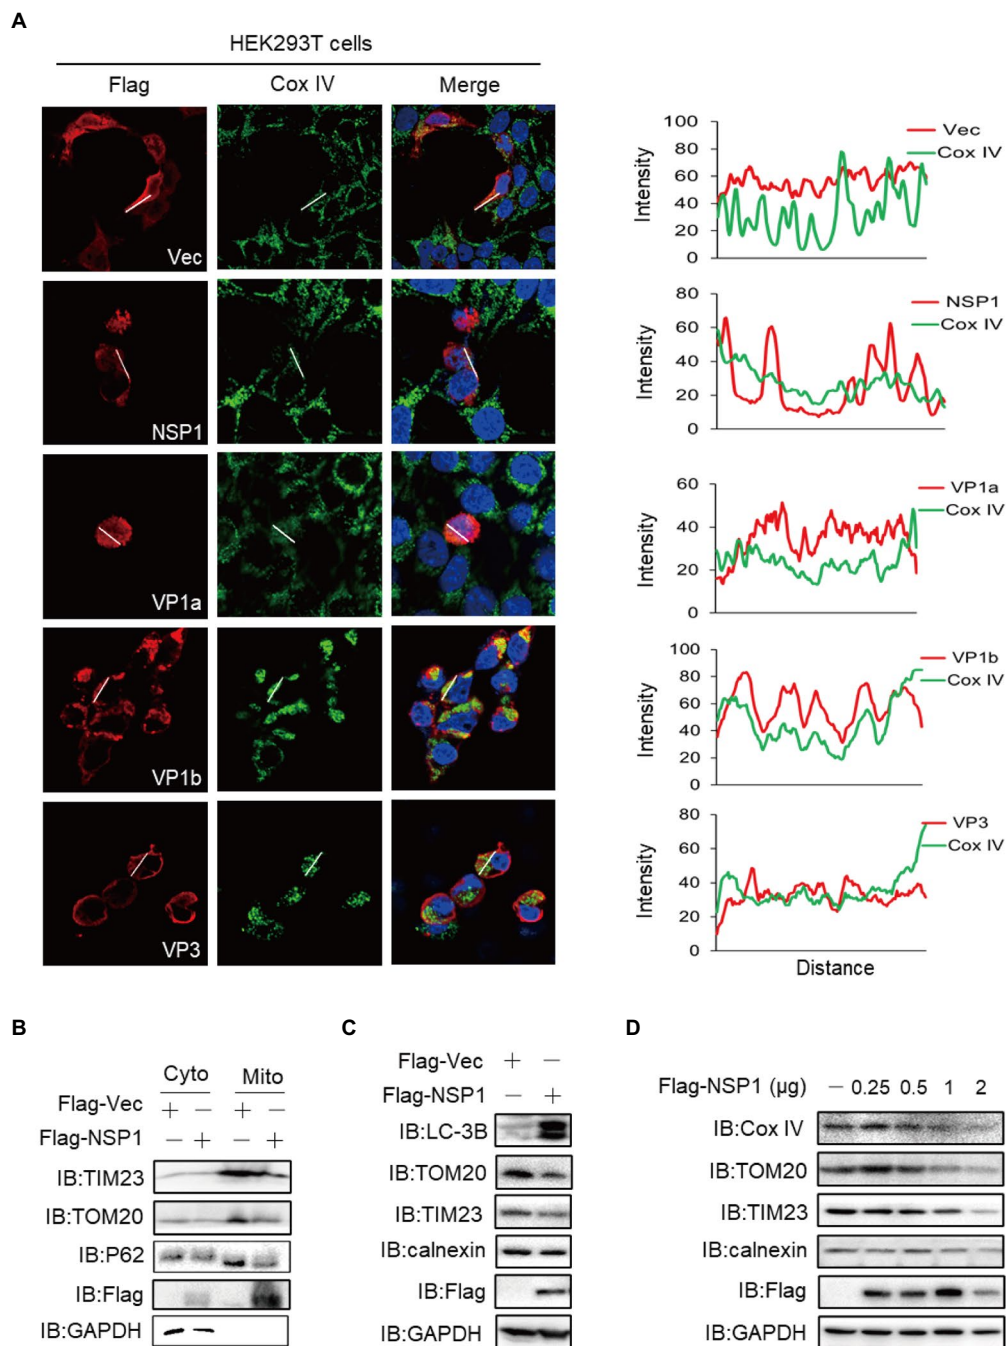 A
HEK293T cells
Flag Cox IV Merge
Vec
NSP1
VP1a
VP1b
VP3
100
80
60
40
20
0
Intensity
Vec
Cox IV
80
60
40
20
0
Intensity
NSP1
Cox IV
60
40
20
0
Intensity
VP1a
Cox IV
100
80
60
40
20
0
Intensity
VP1b
Cox IV
80
60
40
20
0
Intensity
VP3
Cox IV
Distance
B
Cyto Mito
Flag-Vec + − + −
Flag-NSP1 − + − +
IB:TIM23
IB:TOM20
IB:P62
IB:Flag
IB:GAPDH
C
Flag-Vec + −
Flag-NSP1 − +
IB:LC-3B
IB:TOM20
IB:TIM23
IB:calnexin
IB:Flag
IB:GAPDH
D
Flag-NSP1 (μg) − 0.25 0.5 1 2
IB:Cox IV
IB:TOM20
IB:TIM23
IB:calnexin
IB:Flag
IB:GAPDH